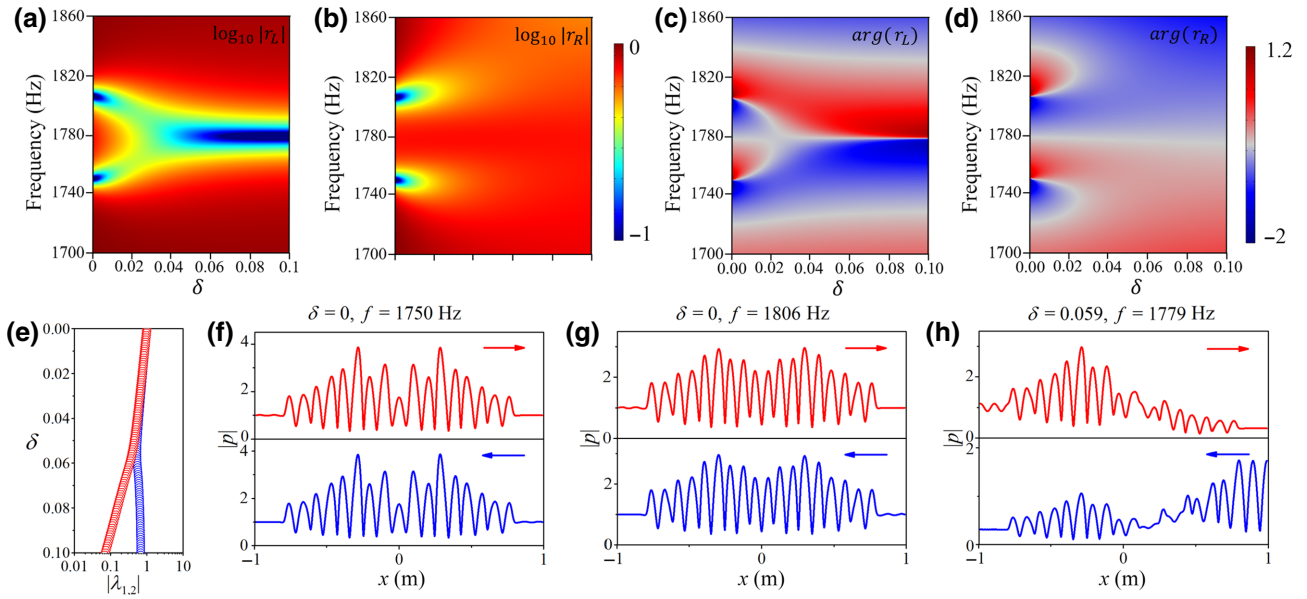 (a)
1860
1820
1780
1740
1700
Frequency (Hz)
log₁₀ |r_L|
0
0.02
0.04
0.06
0.08
0.1
δ
(b)
1860
1820
1780
1740
1700
Frequency (Hz)
log₁₀ |r_R|
0
−1
(c)
1860
1820
1780
1740
1700
Frequency (Hz)
arg(r_L)
0.00
0.02
0.04
0.06
0.08
0.10
δ
(d)
1860
1820
1780
1740
1700
Frequency (Hz)
arg(r_R)
0.00
0.02
0.04
0.06
0.08
0.10
δ
1.2
−2
(e)
0.00
0.02
0.04
0.06
0.08
0.10
δ
0.01
0.1
1
10
|λ₁,₂|
(f)
δ = 0, f = 1750 Hz
4
2
0
4
2
0
|p|
−1
0
1
x (m)
(g)
δ = 0, f = 1806 Hz
2
0
2
0
|p|
−1
0
1
x (m)
(h)
δ = 0.059, f = 1779 Hz
2
0
2
0
|p|
−1
0
1
x (m)